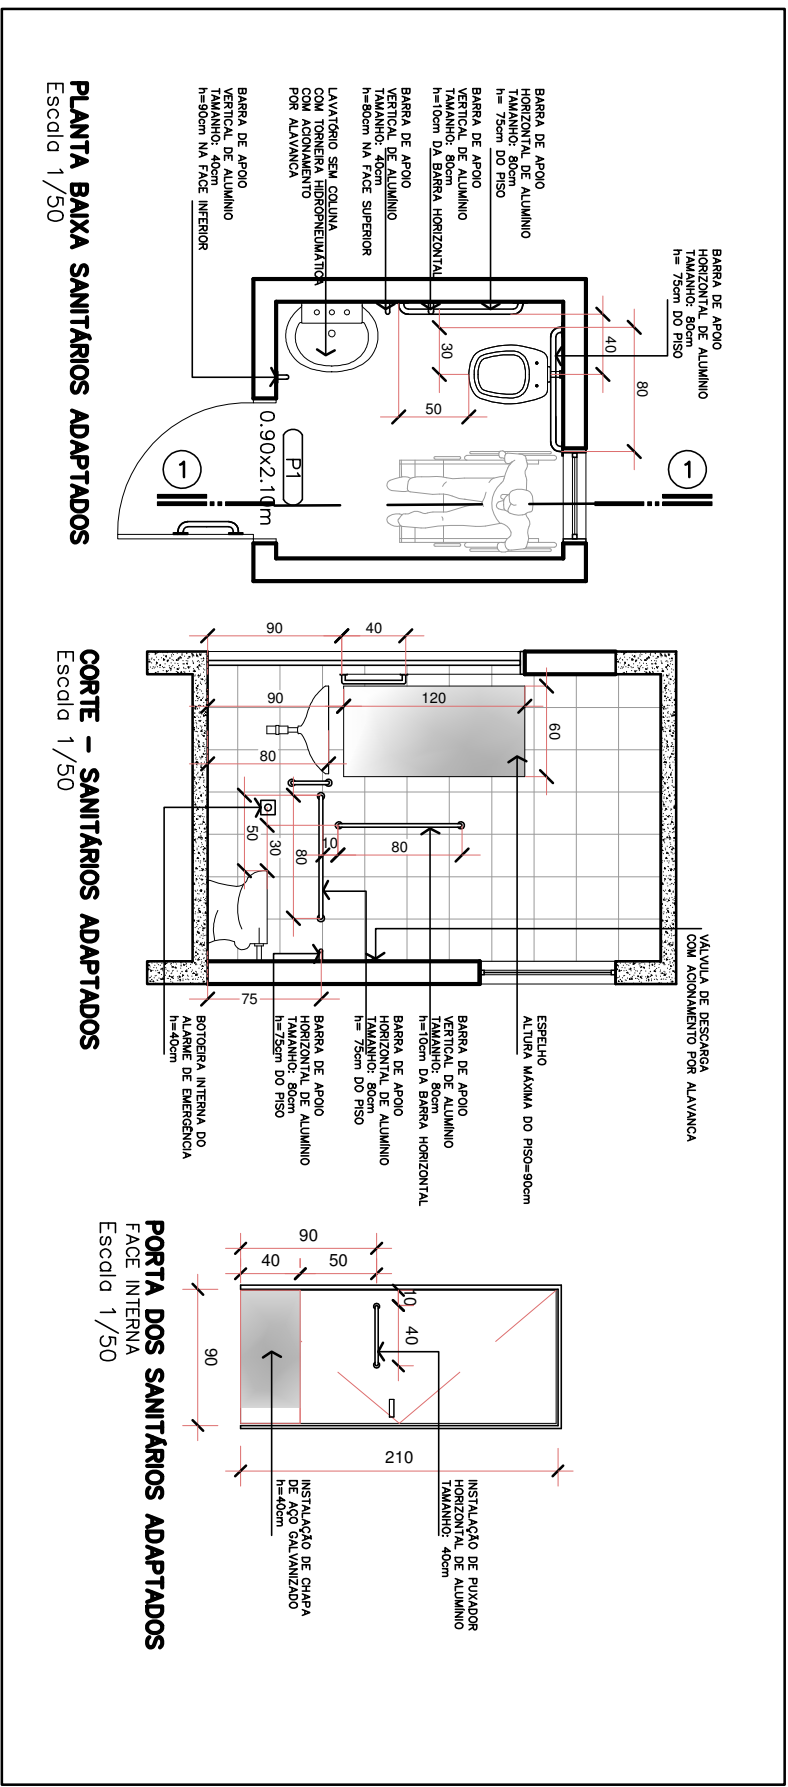 BARRA DE APOIO
HORIZONTAL DE ALUMÍNIO
TAMANHO: 80cm
h= 75cm DO PISO
BARRA DE APOIO
HORIZONTAL DE ALUMÍNIO
TAMANHO: 80cm
h= 75cm DO PISO
BARRA DE APOIO
VERTICAL DE ALUMÍNIO
TAMANHO: 80cm
h=10cm DA BARRA HORIZONTAL
BARRA DE APOIO
VERTICAL DE ALUMÍNIO
TAMANHO: 40cm
h=80cm NA FACE SUPERIOR
LAVATÓRIO SEM COLUNA
COM TORNEIRA HIDROPNEUMÁTICA
COM ACIONAMENTO
POR ALAVANCA
BARRA DE APOIO
VERTICAL DE ALUMÍNIO
TAMANHO: 40cm
h=90cm NA FACE INFERIOR
80
40
30
50
1
1
P1
0.90x2.10m
PLANTA BAIXA SANITÁRIOS ADAPTADOS
Escala 1/50
90
40
90
120
60
80
50
30
80
10
80
75
VÁLVULA DE DESCARGA
COM ACIONAMENTO POR ALAVANCA
ESPELHO
ALTURA MÁXIMA DO PISO=90cm
BARRA DE APOIO
VERTICAL DE ALUMÍNIO
TAMANHO: 80cm
h=10cm DA BARRA HORIZONTAL
BARRA DE APOIO
HORIZONTAL DE ALUMÍNIO
TAMANHO: 80cm
h= 75cm DO PISO
BARRA DE APOIO
HORIZONTAL DE ALUMÍNIO
TAMANHO: 80cm
h=75cm DO PISO
BOTOEIRA INTERNA DO
ALARME DE EMERGÊNCIA
h=40cm
CORTE - SANITÁRIOS ADAPTADOS
Escala 1/50
90
40
50
10
40
90
210
INSTALAÇÃO DE PUXADOR
HORIZONTAL DE ALUMÍNIO
TAMANHO: 40cm
INSTALAÇÃO DE CHAPA
DE AÇO GALVANIZADO
h=40cm
PORTA DOS SANITÁRIOS ADAPTADOS
FACE INTERNA
Escala 1/50